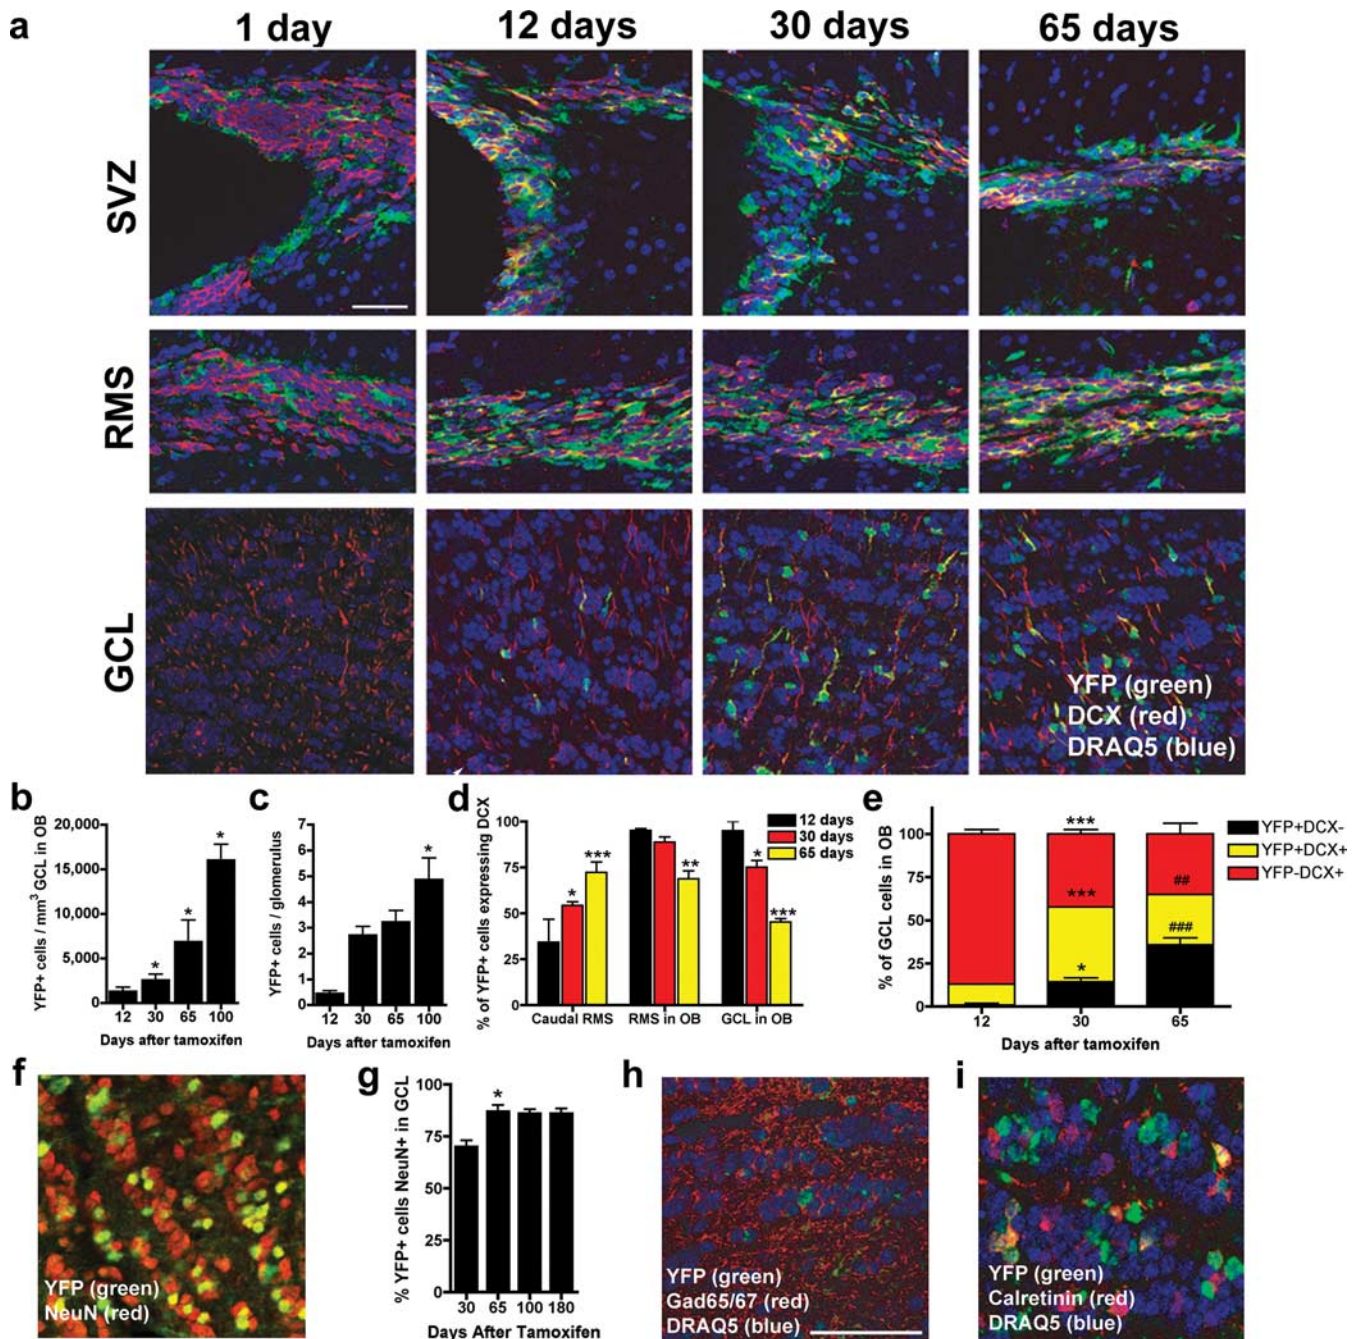 a
1 day
12 days
30 days
65 days
SVZ
RMS
GCL
YFP (green)
DCX (red)
DRAQ5 (blue)
b
YFP+ cells / mm³ GCL in OB
20,000
15,000
10,000
5,000
0
*
*
*
12 30 65 100
Days after tamoxifen
c
YFP+ cells / glomerulus
7
6
5
4
3
2
1
0
*
12 30 65 100
Days after tamoxifen
d
% of YFP+ cells expressing DCX
100
75
50
25
0
* ***
**
* ***
12 days
30 days
65 days
Caudal RMS
RMS in OB
GCL in OB
e
% of GCL cells in OB
100
75
50
25
0
***
***
*
##
###
YFP+DCX-
YFP+DCX+
YFP-DCX+
12 30 65
Days after tamoxifen
f
YFP (green)
NeuN (red)
g
% YFP+ cells NeuN+ in GCL
100
75
50
25
0
*
30 65 100 180
Days After Tamoxifen
h
YFP (green)
Gad65/67 (red)
DRAQ5 (blue)
i
YFP (green)
Calretinin (red)
DRAQ5 (blue)